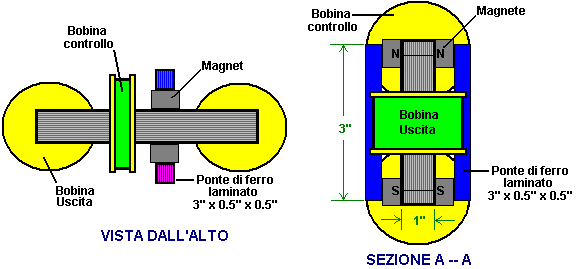 Bobina
controllo
Magnet
Bobina
Uscita
Ponte di ferro
laminato
3" x 0.5" x 0.5"
VISTA DALL'ALTO
Bobina
controllo
Magnete
N
N
3"
Bobina
Uscita
S
S
1"
Ponte di ferro
laminato
3" x 0.5" x 0.5"
SEZIONE A -- A